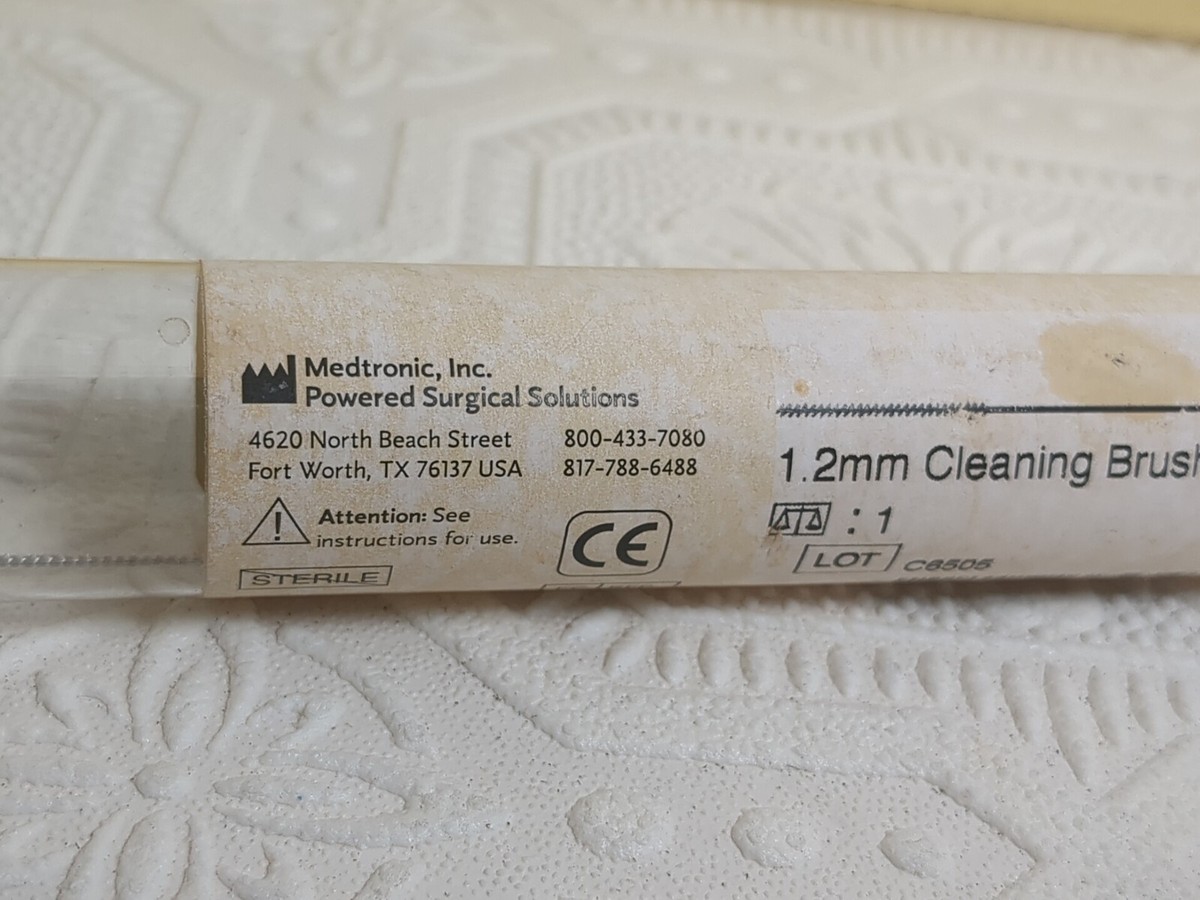 Medtronic, Inc.
Powered Surgical Solutions
4620 North Beach Street 800-433-7080
Fort Worth, TX 76137 USA 817-788-6488
Attention: See
instructions for use.
CE
STERILE
1.2mm Cleaning Brush
: 1
LOT C6505